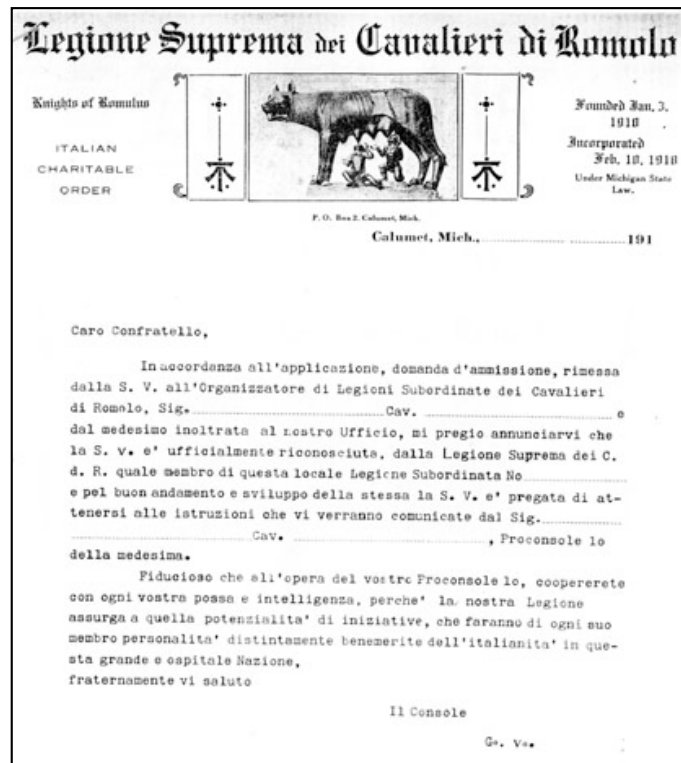 Legione Suprema dei Cavalieri di Romolo
Knights of Romulus
ITALIAN
CHARITABLE
ORDER
Founded Jan. 3.
1910
Incorporated
Feb. 10, 1910
Under Michigan State
Law.
P. O. Box 2. Calumet, Mich.
Calumet, Mich., 191
Caro Confratello,
In accordanza all'applicazione, domanda d'ammissione, rimessa
dalla S. V. all'Organizzatore di Legioni Subordinate dei Cavalieri
di Romolo, Sig. Cav. e
dal medesimo inoltrata al nostro Ufficio, mi pregio annunciarvi che
la S. v. e' ufficialmente riconosciuta, dalla Legione Suprema dei C.
d. R. quale membro di questa locale Legione Subordinata No
e pel buon andamento e sviluppo della stessa la S. V. e' pregata di at-
tenersi alle istruzioni che vi verranno comunicate dal Sig.
Cav. , Proconsole lo
della medesima.
Fiducioso che all'opera del vostro Proconsole lo, coopererete
con ogni vostra possa e intelligenza, perche' la nostra Legione
assurga a quella potenzialita' di iniziative, che faranno di ogni suo
membro personalita' distintamente benemerite dell'italianita' in que-
sta grande e ospitale Nazione,
fraternamente vi saluto
Il Console
Ge. Ve.